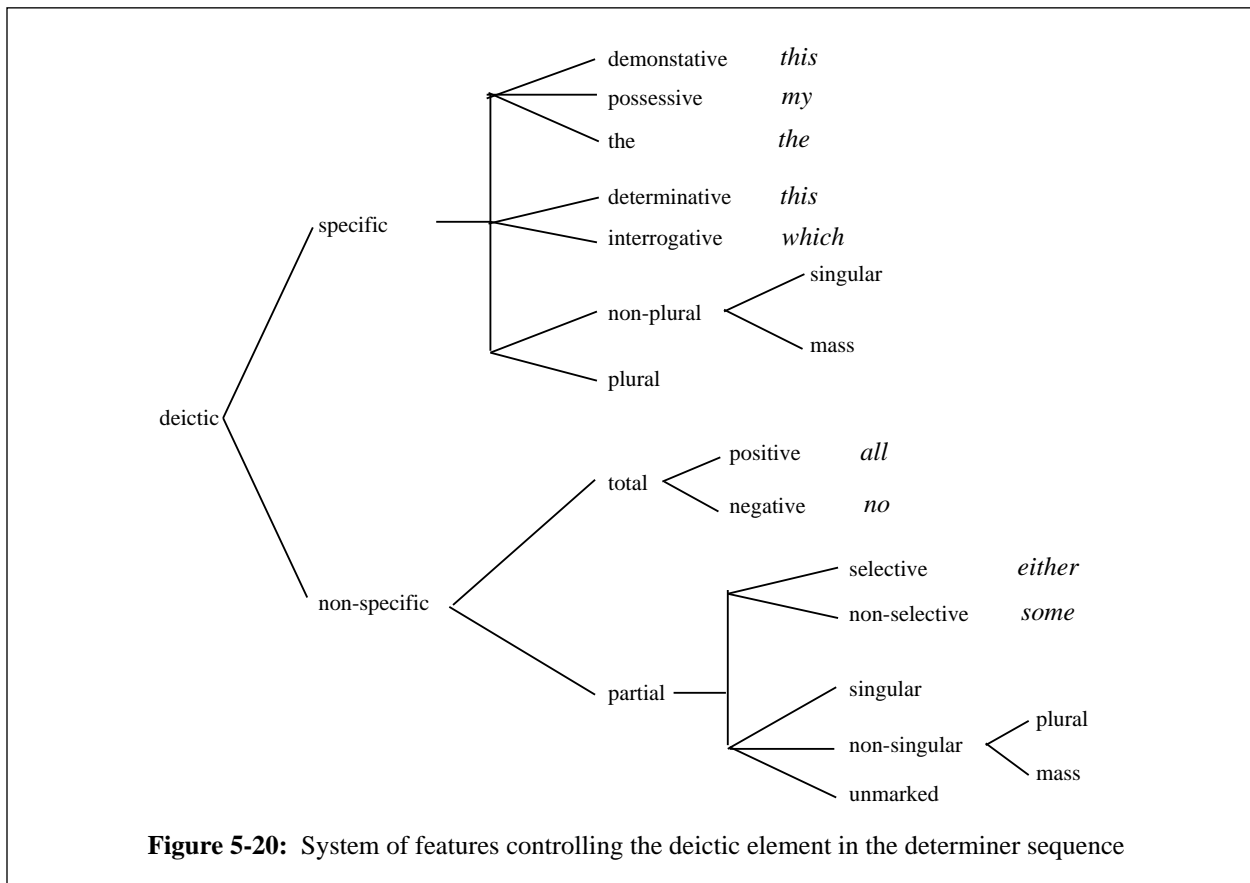 demonstative this
possessive my
the the
determinative this
specific
interrogative which
singular
non-plural
mass
plural
deictic
positive all
total
negative no
selective either
non-specific
non-selective some
singular
partial
plural
non-singular
mass
unmarked
Figure 5-20: System of features controlling the deictic element in the determiner sequence